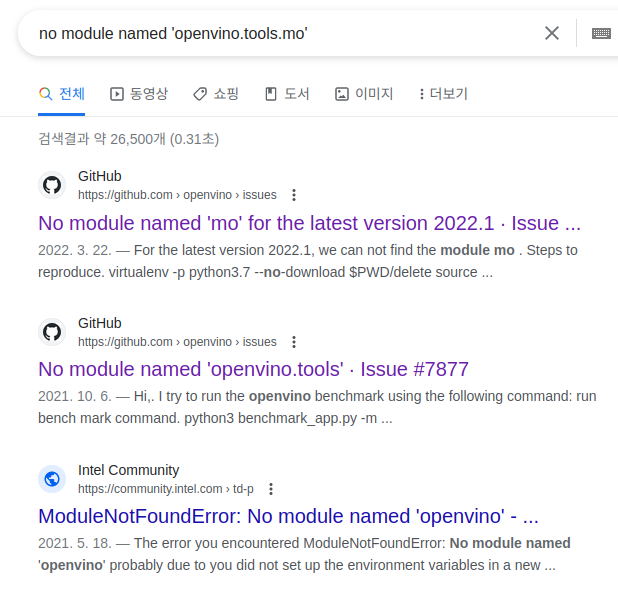 no module named 'openvino.tools.mo'
전체 동영상 쇼핑 도서 이미지 더보기
검색결과 약 26,500개 (0.31초)
GitHub
https://github.com › openvino › issues
No module named 'mo' for the latest version 2022.1 · Issue ...
2022. 3. 22. — For the latest version 2022.1, we can not find the module mo . Steps to
reproduce. virtualenv -p python3.7 --no-download $PWD/delete source ...
GitHub
https://github.com › openvino › issues
No module named 'openvino.tools' · Issue #7877
2021. 10. 6. — Hi,. I try to run the openvino benchmark using the following command: run
bench mark command. python3 benchmark_app.py -m ...
Intel Community
https://community.intel.com › td-p
ModuleNotFoundError: No module named 'openvino' - ...
2021. 5. 18. — The error you encountered ModuleNotFoundError: No module named
'openvino' probably due to you did not set up the environment variables in a new ...